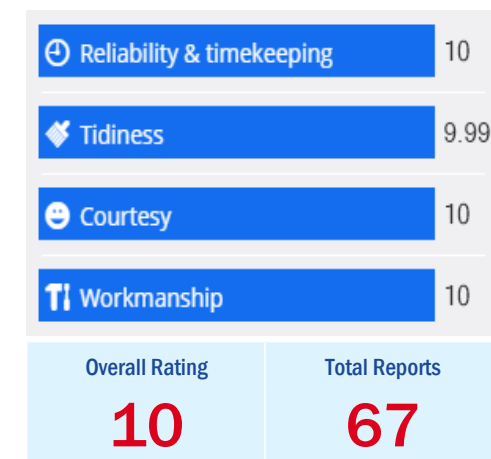 Reliability & timekeeping 10
Tidiness 9.99
Courtesy 10
Workmanship 10
Overall Rating Total Reports
10 67